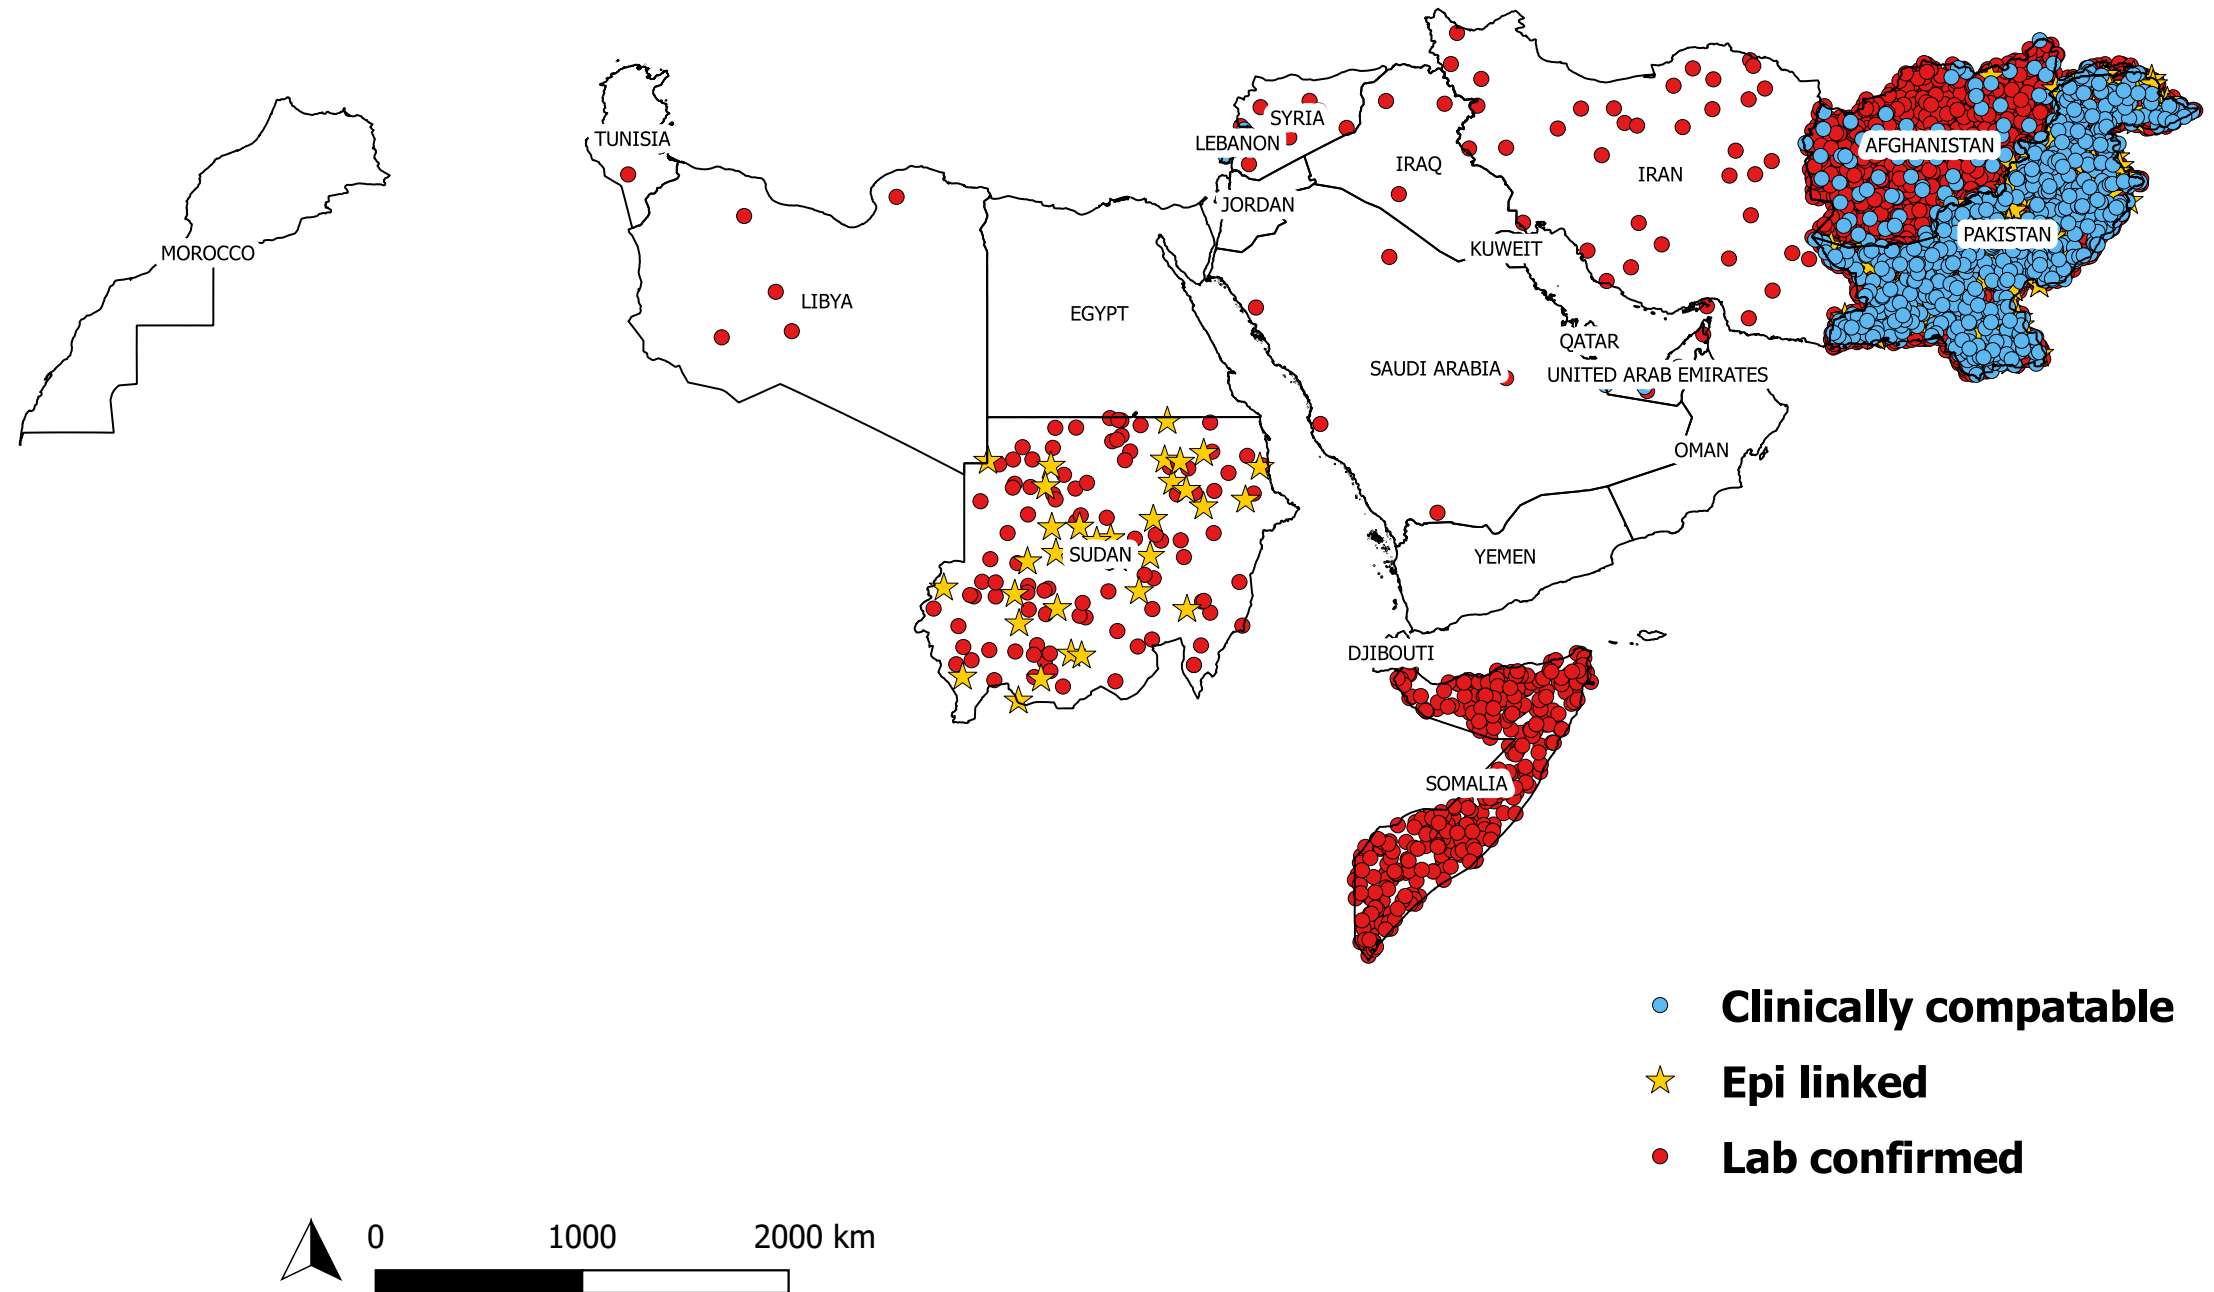 SYRIA
TUNISIA
LEBANON
AFGHANISTAN
IRAQ
IRAN
JORDAN
PAKISTAN
MOROCCO
KUWEIT
LIBYA
EGYPT
QATAR
SAUDI ARABIA
UNITED ARAB EMIRATES
OMAN
SUDAN
YEMEN
DJIBOUTI
SOMALIA
Clinically compatable
Epi linked
Lab confirmed
0 1000 2000 km